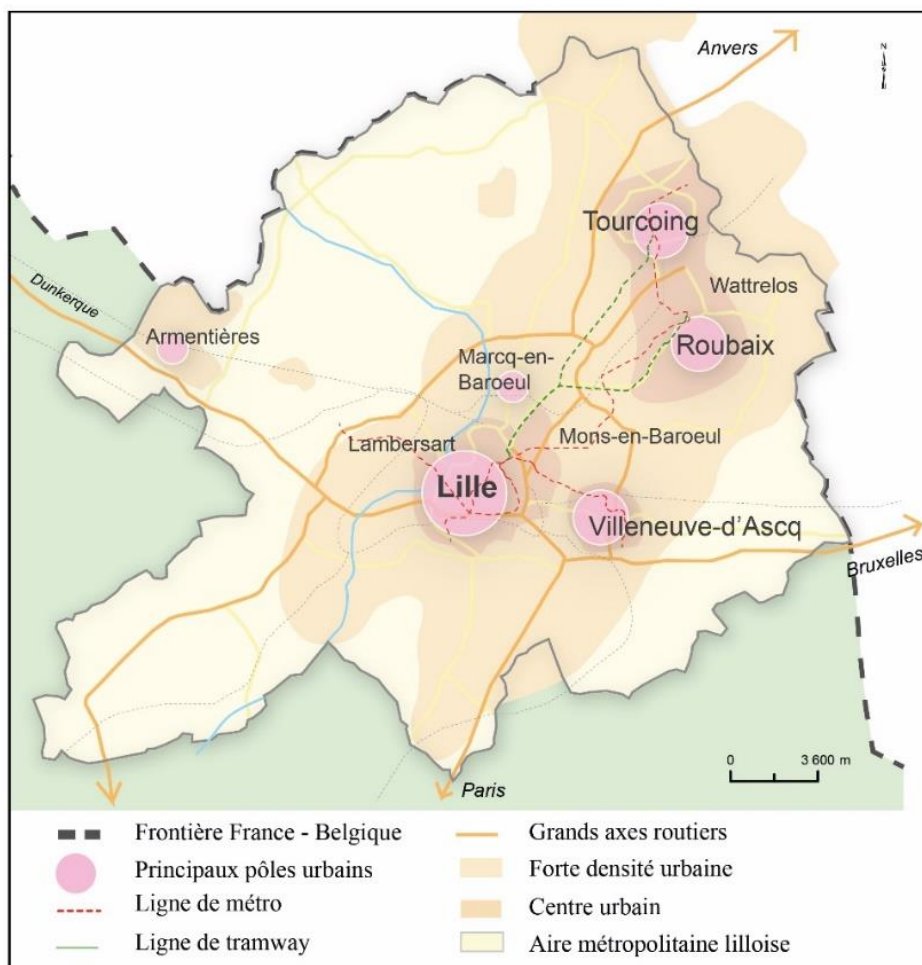 Anvers
N
Tourcoing
Dunkerque
Wattrelos
Armentières
Roubaix
Marcq-en-
Baroeul
Lambersart
Mons-en-Baroeul
Lille
Villeneuve-d'Ascq
Bruxelles
0 3 600 m
Paris
Frontière France - Belgique
Principaux pôles urbains
Ligne de métro
Ligne de tramway
Grands axes routiers
Forte densité urbaine
Centre urbain
Aire métropolitaine lilloise